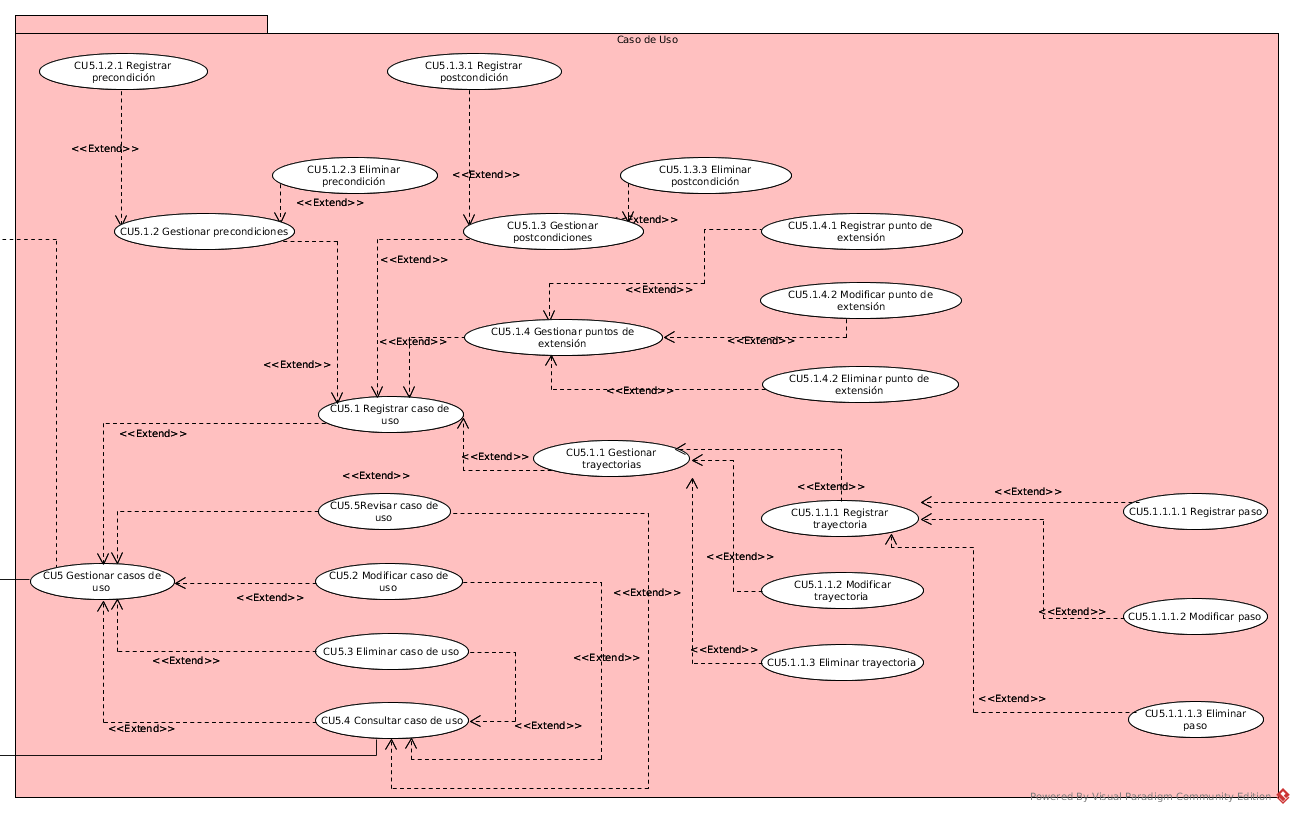 Caso de Uso
CU5.1.2.1 Registrar
precondición
CU5.1.3.1 Registrar
postcondición
<<Extend>>
CU5.1.2.3 Eliminar
precondición
<<Extend>>
CU5.1.3.3 Eliminar
postcondición
<<Extend>>
CU5.1.2 Gestionar precondiciones
CU5.1.3 Gestionar
postcondiciones
<<Extend>>
CU5.1.4.1 Registrar punto de
extensión
<<Extend>>
<<Extend>>
CU5.1.4.2 Modificar punto de
extensión
CU5.1.4 Gestionar puntos de
extensión
<<Extend>>
<<Extend>>
<<Extend>>
CU5.1.4.2 Eliminar punto de
extensión
<<Extend>>
CU5.1 Registrar caso de
uso
<<Extend>>
CU5.1.1 Gestionar
trayectorias
<<Extend>>
<<Extend>>
<<Extend>>
<<Extend>>
CU5.5Revisar caso de
uso
CU5.1.1.1 Registrar
trayectoria
CU5.1.1.1.1 Registrar paso
<<Extend>>
CU5 Gestionar casos de
uso
CU5.2 Modificar caso de
uso
CU5.1.1.2 Modificar
trayectoria
<<Extend>>
<<Extend>>
<<Extend>>
CU5.1.1.1.2 Modificar paso
CU5.3 Eliminar caso de uso
<<Extend>>
<<Extend>>
<<Extend>>
CU5.1.1.3 Eliminar trayectoria
<<Extend>>
CU5.4 Consultar caso de uso
<<Extend>>
<<Extend>>
CU5.1.1.1.3 Eliminar
paso
Powered By Visual Paradigm Community Edition